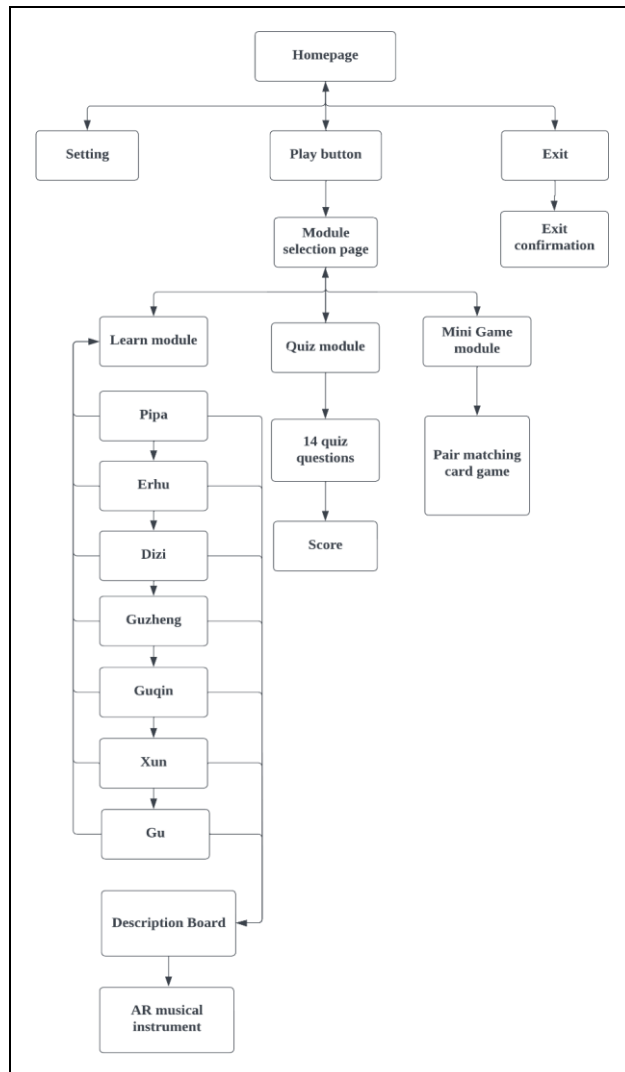 Homepage
Setting
Play button
Exit
Module
selection page
Exit
confirmation
Learn module
Quiz module
Mini Game
module
Pipa
14 quiz
questions
Pair matching
card game
Erhu
Dizi
Score
Guzheng
Guqin
Xun
Gu
Description Board
AR musical
instrument